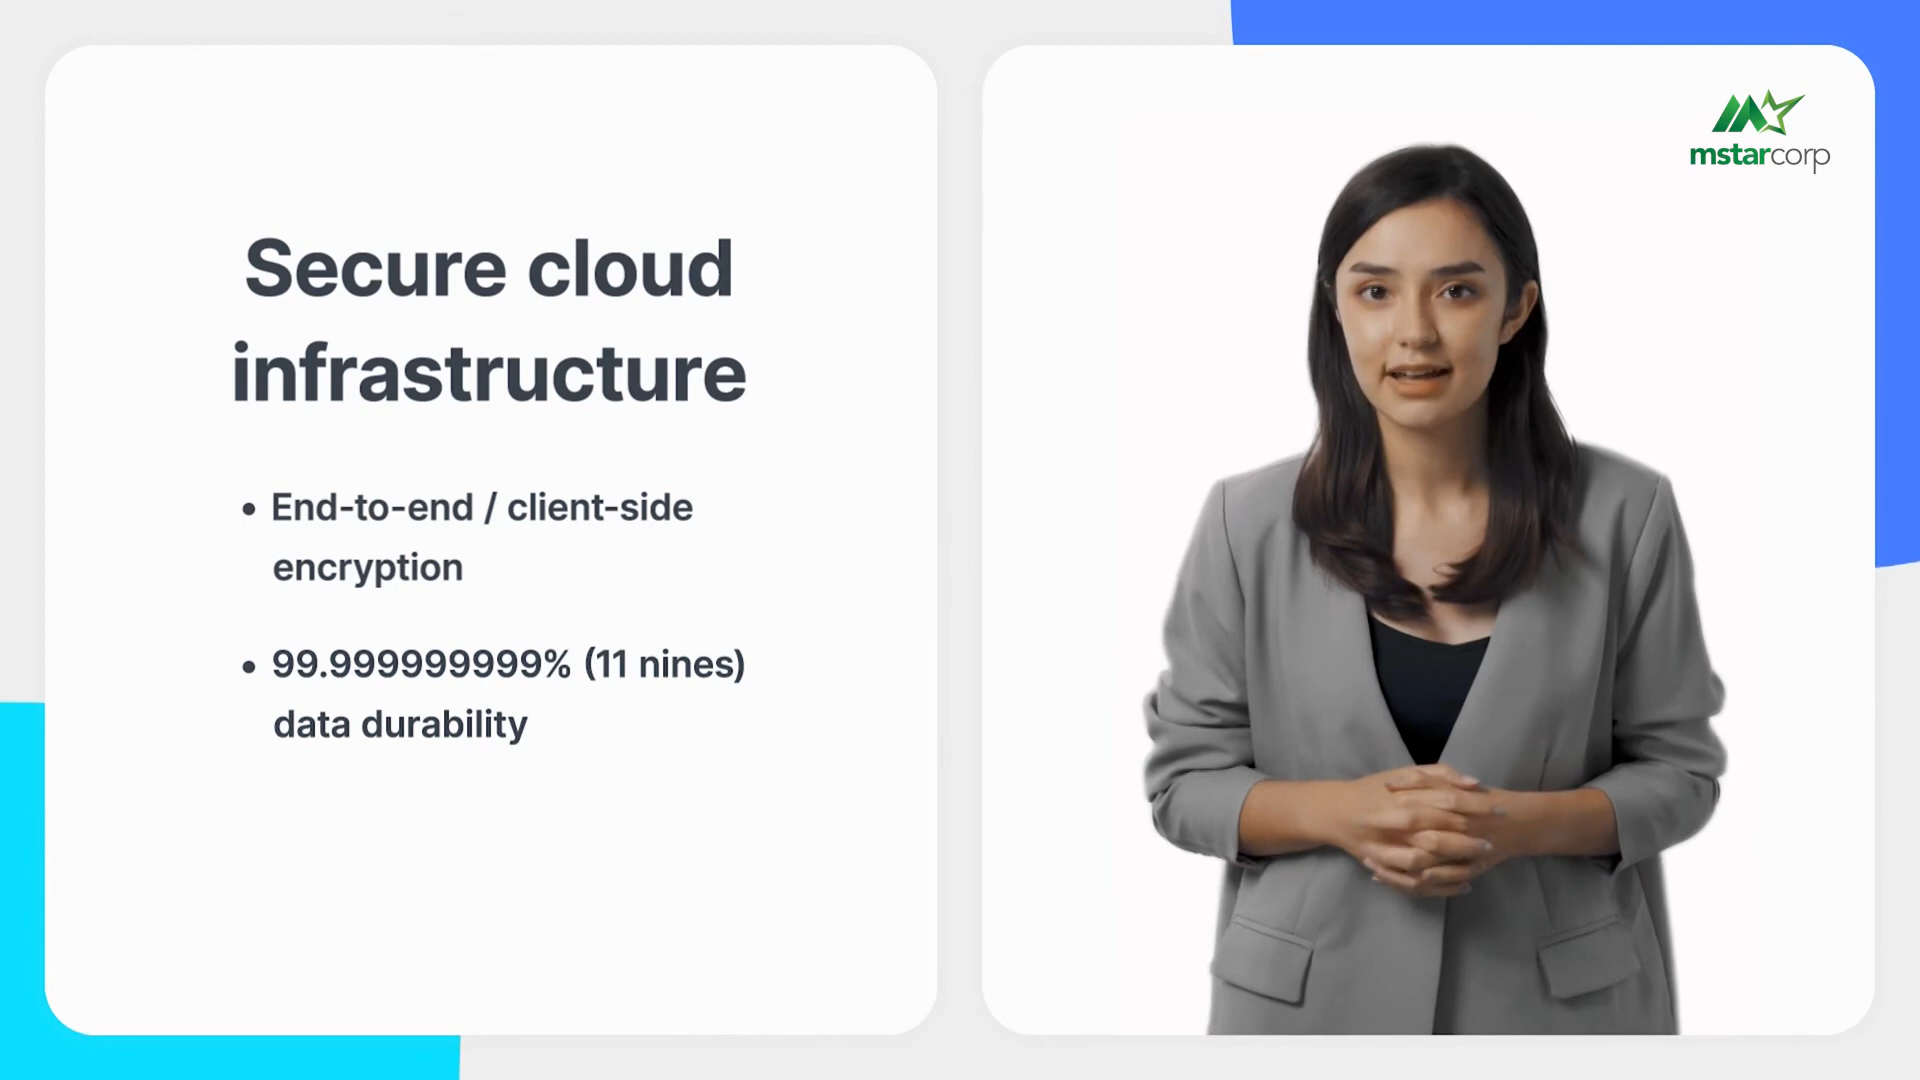 Secure cloud
infrastructure
• End-to-end / client-side
encryption
• 99.999999999% (11 nines)
data durability
mstarcorp